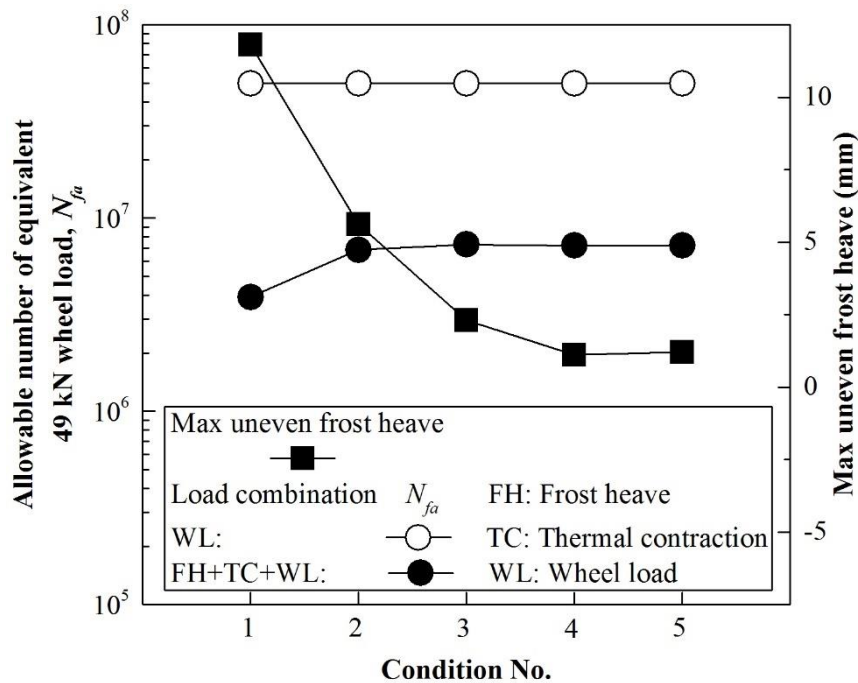 Allowable number of equivalent
49 kN wheel load, N_fa
10^8
10^7
10^6
10^5
Max uneven frost heave
Load combination N_fa FH: Frost heave
WL: TC: Thermal contraction
FH+TC+WL: WL: Wheel load
1 2 3 4 5
Condition No.
10
5
0
-5
Max uneven frost heave (mm)